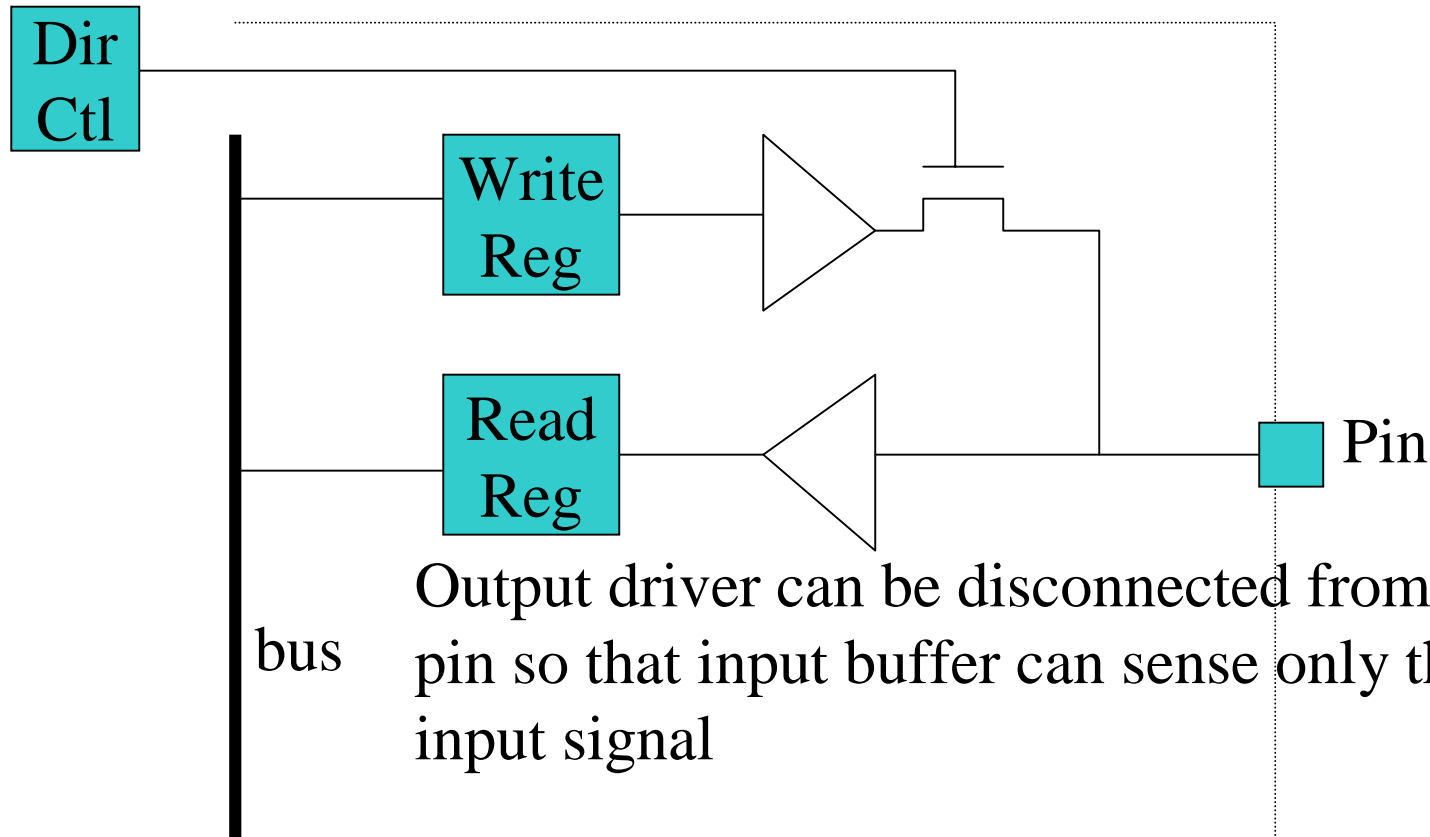 Dir
Ctl
Write
Reg
Read
Reg
Pin
bus
Output driver can be disconnected from
pin so that input buffer can sense only
input signal